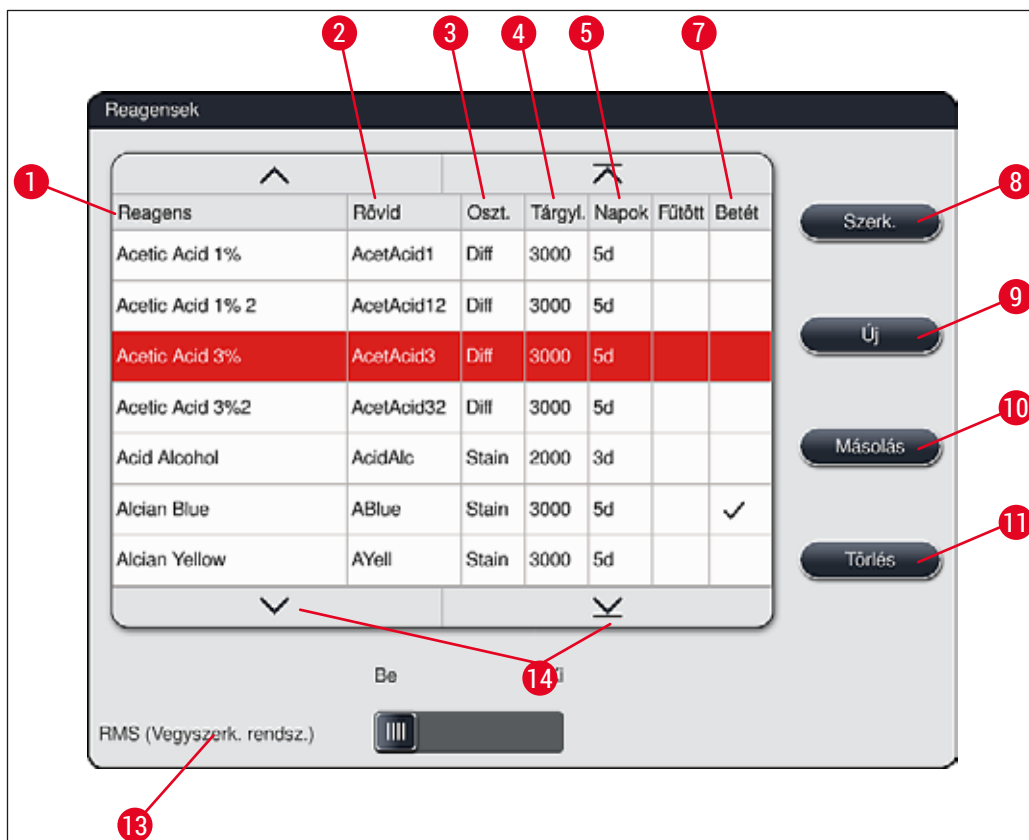 2 3 4 5 7
Reagensek
1 8
Reagens Rövid Oszt. Tárgyl. Napok Fűtött Betét
Szerk.
Acetic Acid 1% AcetAcid1 Diff 3000 5d
Acetic Acid 1% 2 AcetAcid12 Diff 3000 5d
9
Új
Acetic Acid 3% AcetAcid3 Diff 3000 5d
Acetic Acid 3%2 AcetAcid32 Diff 3000 5d
10
Másolás
Acid Alcohol AcidAlc Stain 2000 3d
Alcian Blue ABlue Stain 3000 5d
11
Alcian Yellow AYell Stain 3000 5d
Törlés
Be 14
RMS (Vegyszerk. rendsz.)
13